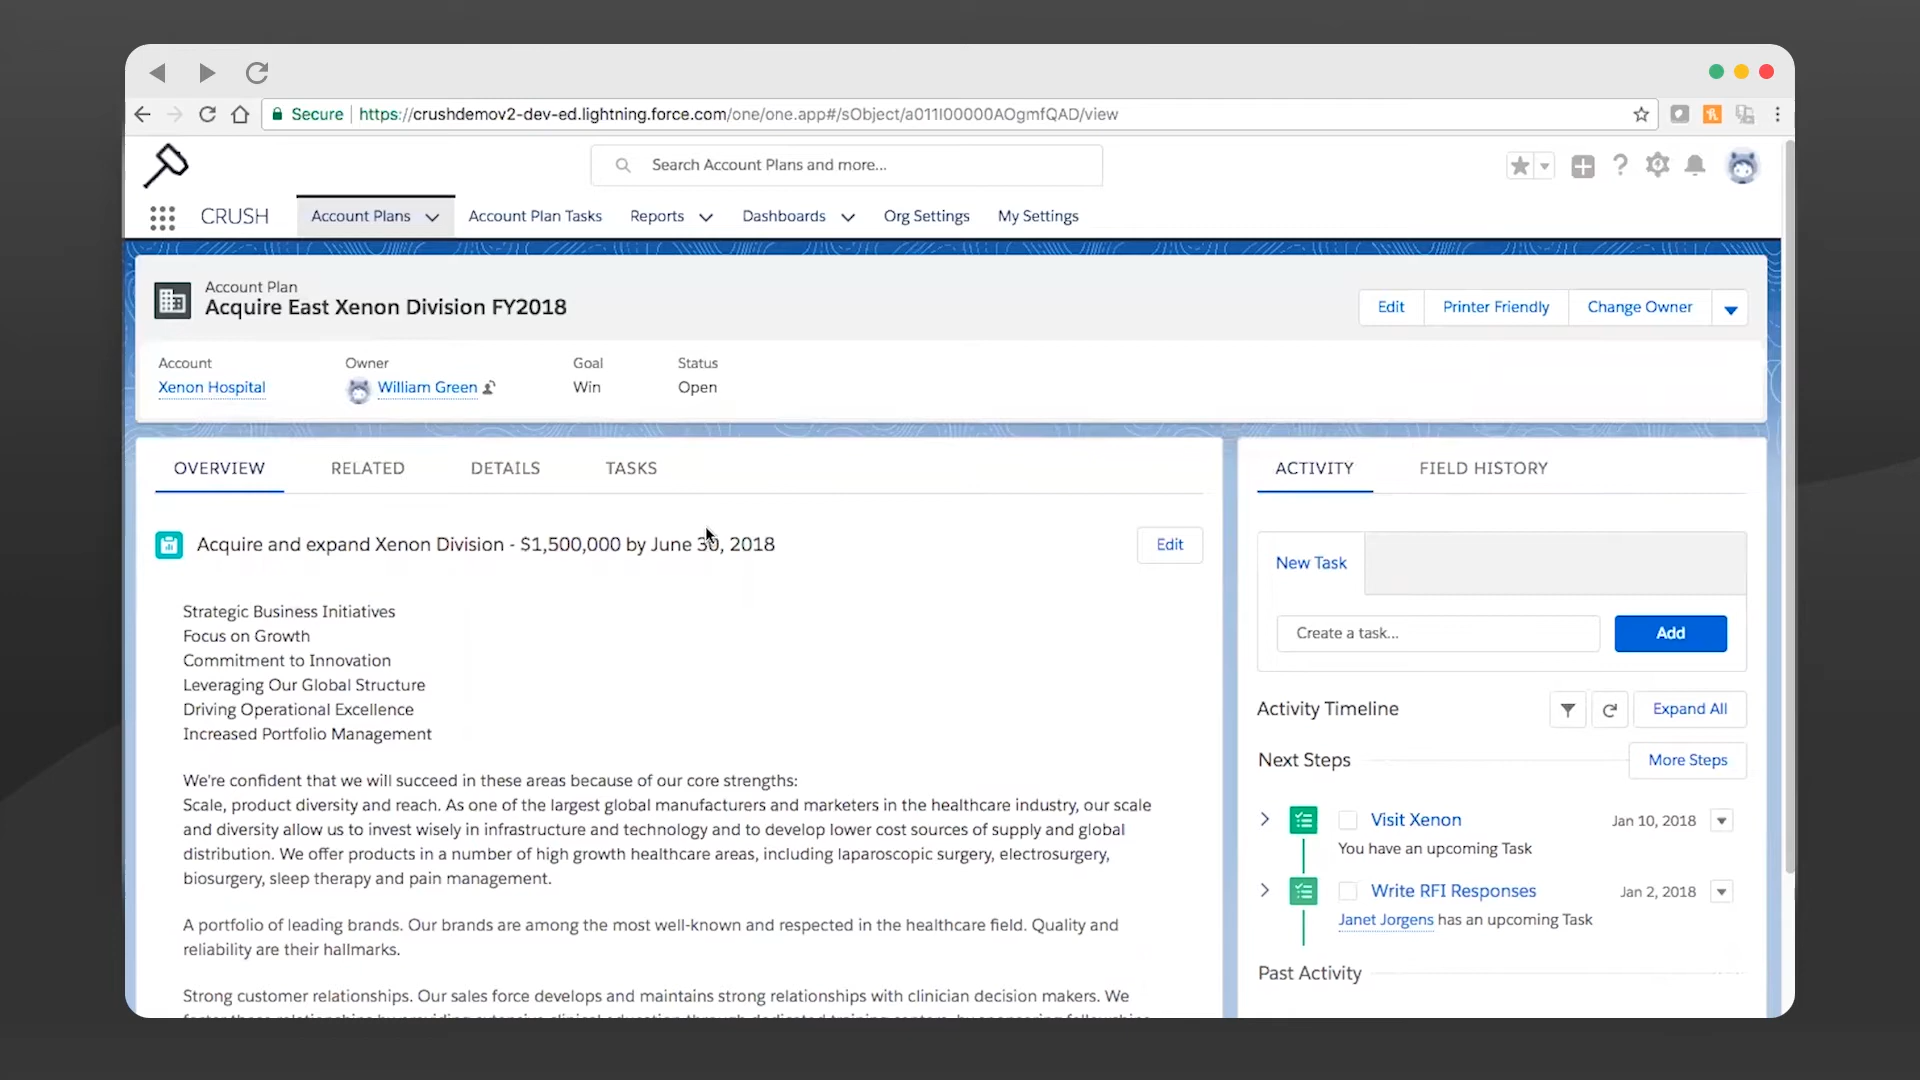 Secure https://crushdemov2-dev-ed.lightning.force.com/one/one.app#/sObject/a011I00000AOgmfQAD/view
Search Account Plans and more...
CRUSH Account Plans Account Plan Tasks Reports Dashboards Org Settings My Settings
Account Plan
Acquire East Xenon Division FY2018
Edit Printer Friendly Change Owner
Account Owner Goal Status
Xenon Hospital William Green Win Open
OVERVIEW RELATED DETAILS TASKS
Acquire and expand Xenon Division - $1,500,000 by June 30, 2018
Edit
Strategic Business Initiatives
Focus on Growth
Commitment to Innovation
Leveraging Our Global Structure
Driving Operational Excellence
Increased Portfolio Management
We're confident that we will succeed in these areas because of our core strengths:
Scale, product diversity and reach. As one of the largest global manufacturers and marketers in the healthcare industry, our scale
and diversity allow us to invest wisely in infrastructure and technology and to develop lower cost sources of supply and global
distribution. We offer products in a number of high growth healthcare areas, including laparoscopic surgery, electrosurgery,
biosurgery, sleep therapy and pain management.
A portfolio of leading brands. Our brands are among the most well-known and respected in the healthcare field. Quality and
reliability are their hallmarks.
Strong customer relationships. Our sales force develops and maintains strong relationships with clinician decision makers. We
ACTIVITY FIELD HISTORY
New Task
Create a task...
Add
Activity Timeline
Expand All
Next Steps
More Steps
Visit Xenon Jan 10, 2018
You have an upcoming Task
Write RFI Responses Jan 2, 2018
Janet Jorgens has an upcoming Task
Past Activity